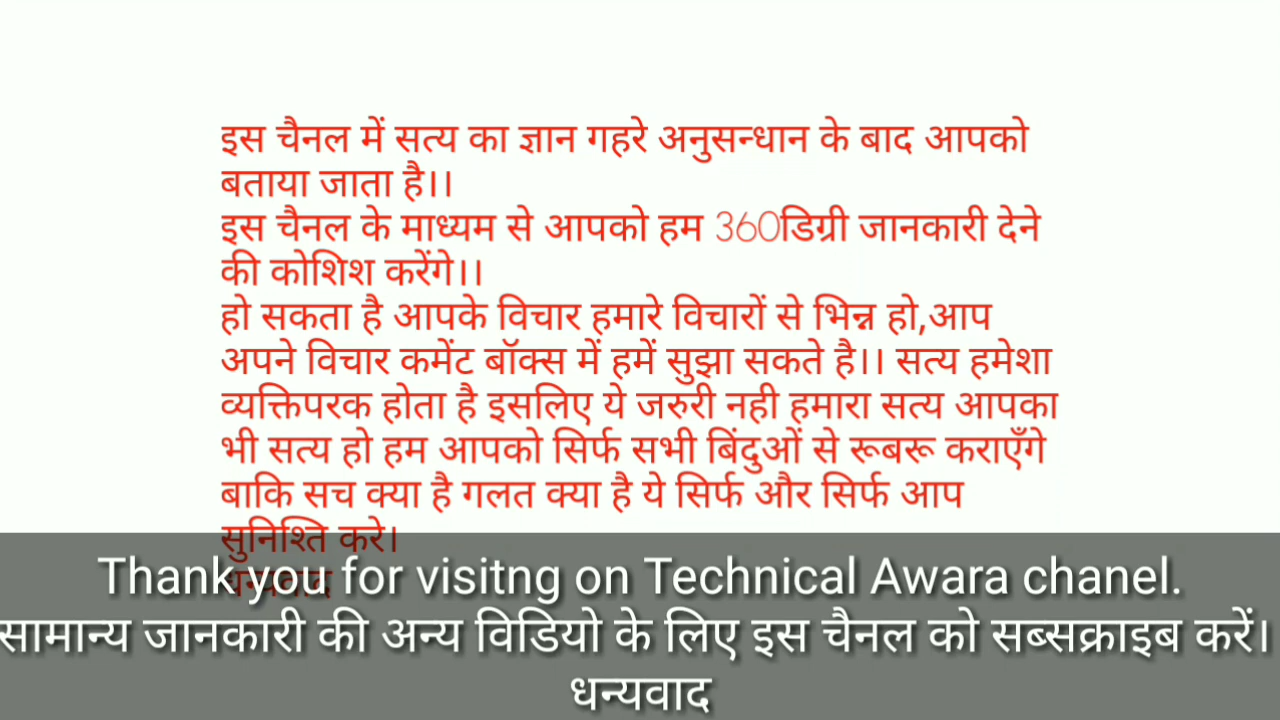 इस चैनल में सत्य का ज्ञान गहरे अनुसन्धान के बाद आपको
बताया जाता है।।
इस चैनल के माध्यम से आपको हम 360डिग्री जानकारी देने
की कोशिश करेंगे।।
हो सकता है आपके विचार हमारे विचारों से भिन्न हो,आप
अपने विचार कमेंट बॉक्स में हमें सुझा सकते है।। सत्य हमेशा
व्यक्तिपरक होता है इसलिए ये जरुरी नही हमारा सत्य आपका
भी सत्य हो हम आपको सिर्फ सभी बिंदुओं से रूबरू कराएँगे
बाकि सच क्या है गलत क्या है ये सिर्फ और सिर्फ आप
सुनिश्ति करे।
धन्यवाद
Thank you for visitng on Technical Awara chanel.
सामान्य जानकारी की अन्य विडियो के लिए इस चैनल को सब्सक्राइब करें।
धन्यवाद